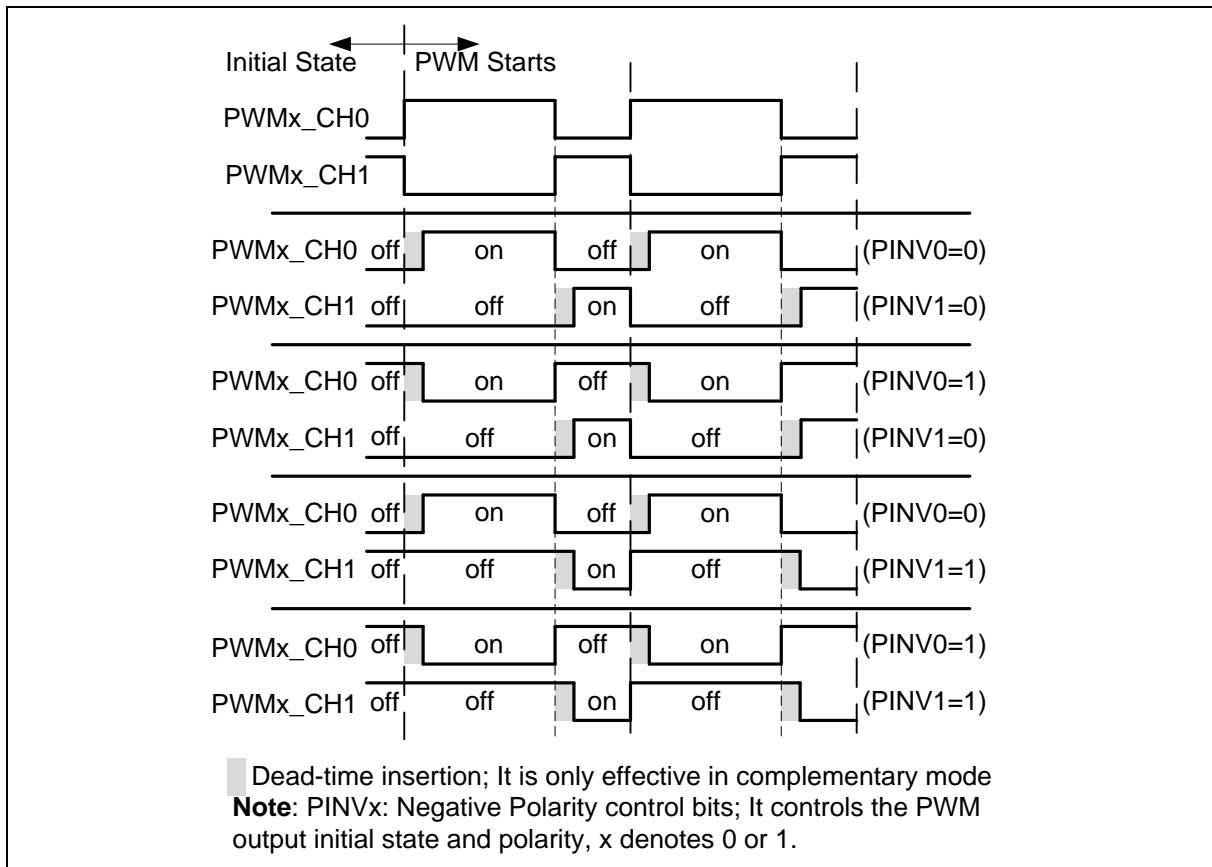 Initial State PWM Starts
PWMx_CH0
PWMx_CH1
PWMx_CH0 off on off on (PINV0=0)
PWMx_CH1 off off on off (PINV1=0)
PWMx_CH0 off on off on (PINV0=1)
PWMx_CH1 off off on off (PINV1=0)
PWMx_CH0 off on off on (PINV0=0)
PWMx_CH1 off off on off (PINV1=1)
PWMx_CH0 off on off on (PINV0=1)
PWMx_CH1 off off on off (PINV1=1)
Dead-time insertion; It is only effective in complementary mode
Note: PINVx: Negative Polarity control bits; It controls the PWM
output initial state and polarity, x denotes 0 or 1.